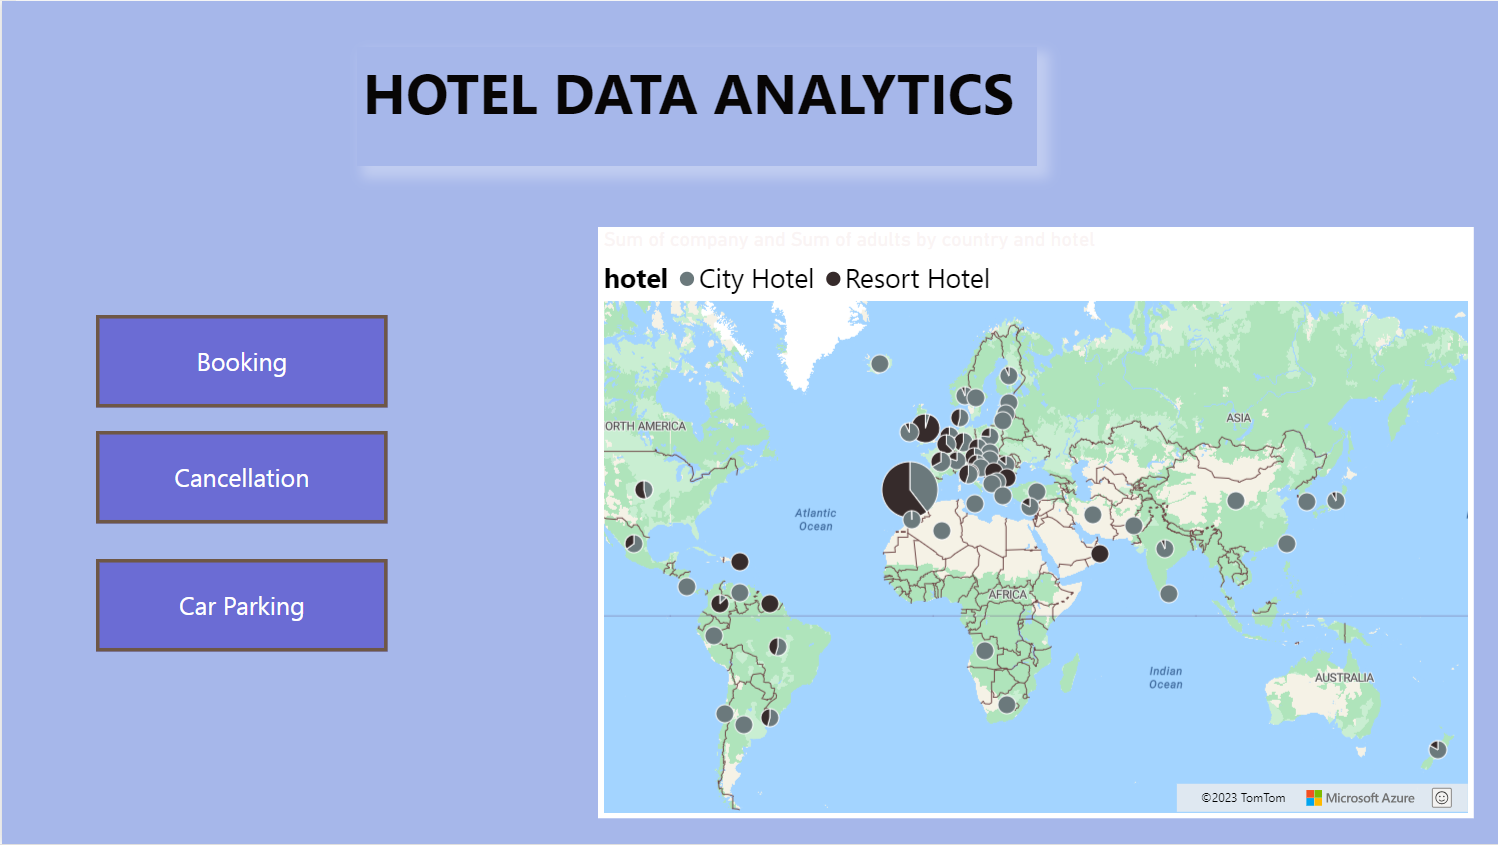 HOTEL DATA ANALYTICS
Sum of company and Sum of adults by country and hotel
hotel City Hotel Resort Hotel
Booking
Cancellation
Car Parking
ORTH AMERICA
ASIA
Atlantic
Ocean
AFRICA
Indian
Ocean
AUSTRALIA
©2023 TomTom Microsoft Azure